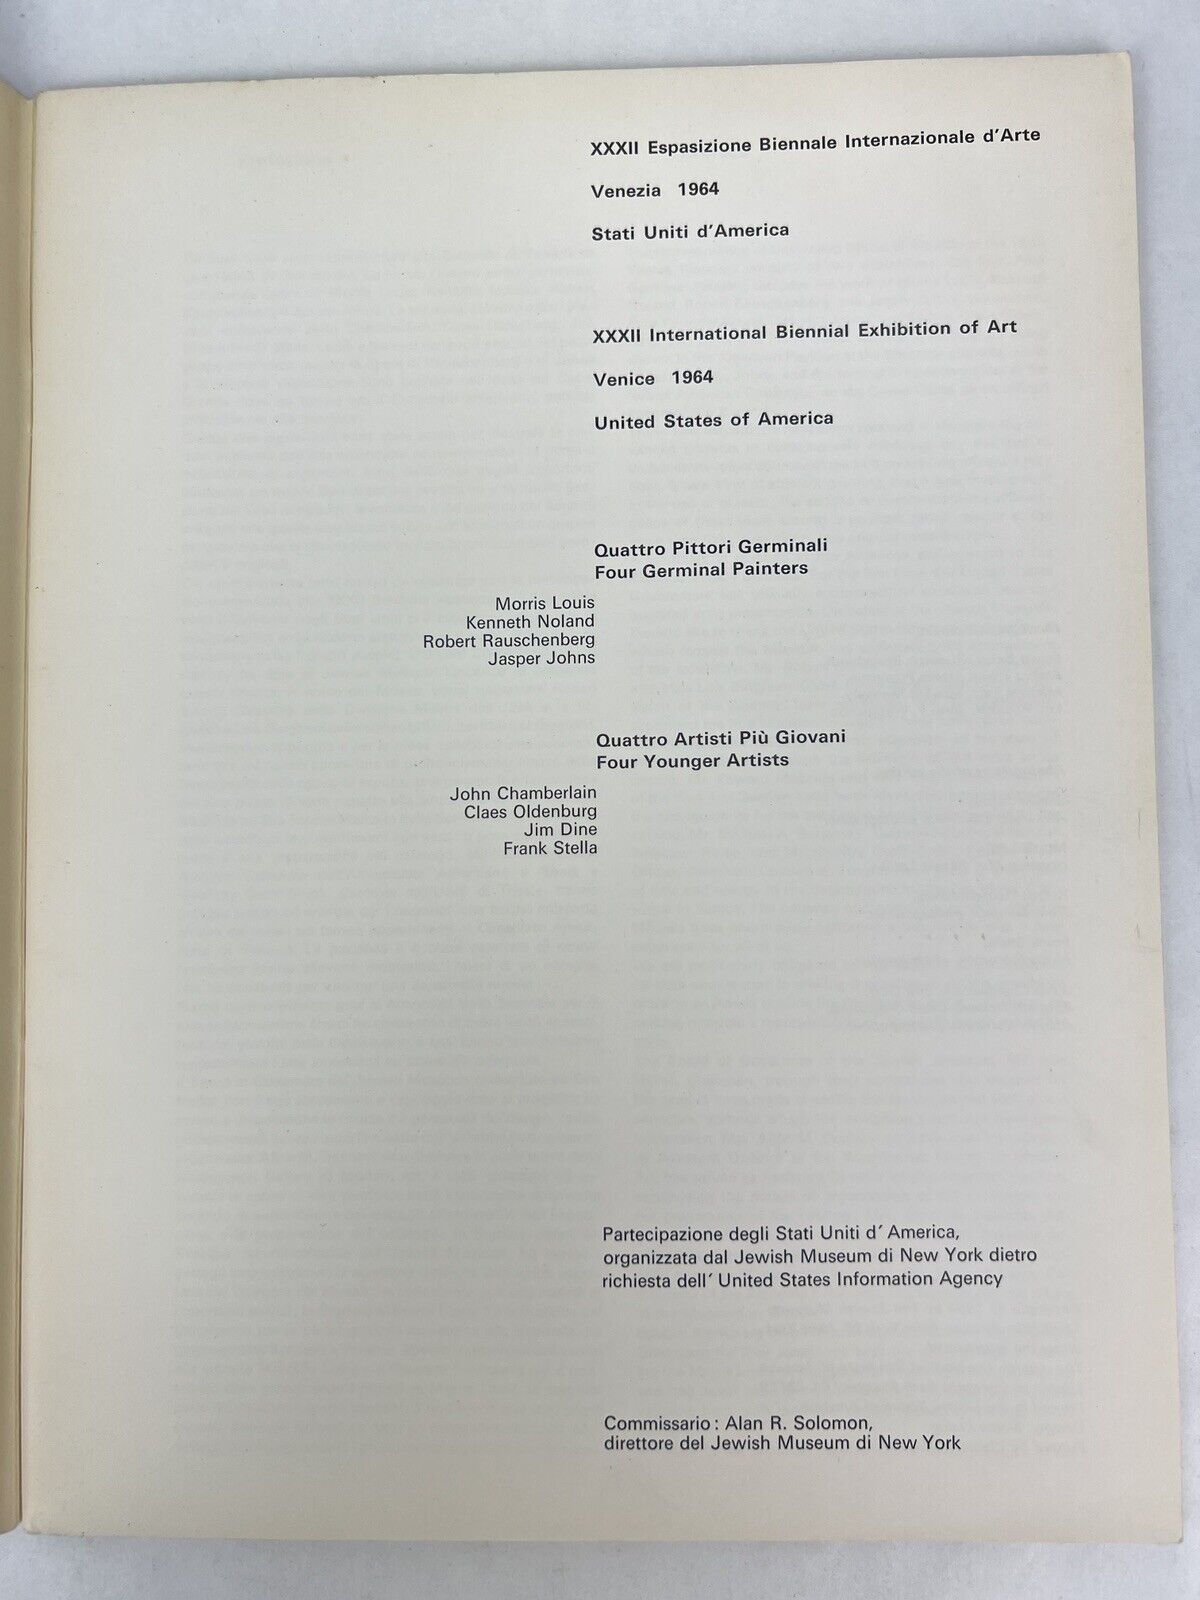 XXXII Espasizione Biennale Internazionale d'Arte
Venezia 1964
Stati Uniti d'America
XXXII International Biennial Exhibition of Art
Venice 1964
United States of America
Quattro Pittori Germinali
Four Germinal Painters
Morris Louis
Kenneth Noland
Robert Rauschenberg
Jasper Johns
Quattro Artisti Più Giovani
Four Younger Artists
John Chamberlain
Claes Oldenburg
Jim Dine
Frank Stella
Partecipazione degli Stati Uniti d' America,
organizzata dal Jewish Museum di New York dietro
richiesta dell' United States Information Agency
Commissario: Alan R. Solomon,
direttore del Jewish Museum di New York